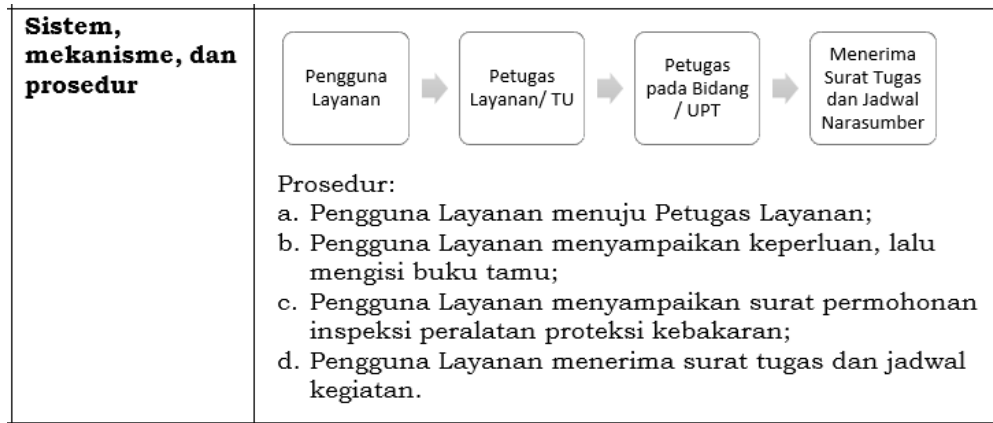 Sistem,
mekanisme, dan
prosedur
Pengguna
Layanan
Petugas
Layanan/ TU
Petugas
pada Bidang
/ UPT
Menerima
Surat Tugas
dan Jadwal
Narasumber
Prosedur:
a. Pengguna Layanan menuju Petugas Layanan;
b. Pengguna Layanan menyampaikan keperluan, lalu
mengisi buku tamu;
c. Pengguna Layanan menyampaikan surat permohonan
inspeksi peralatan proteksi kebakaran;
d. Pengguna Layanan menerima surat tugas dan jadwal
kegiatan.